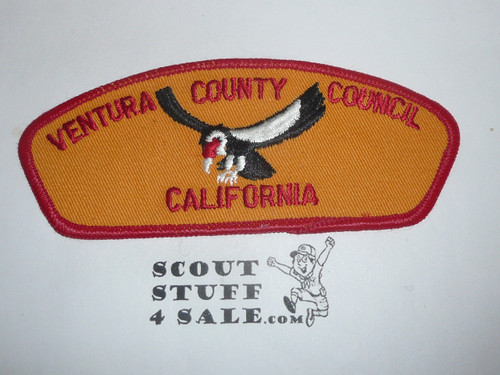 VENTURA COUNTY COUNCIL
CALIFORNIA
SCOUT
STUFF
4 SALE.COM